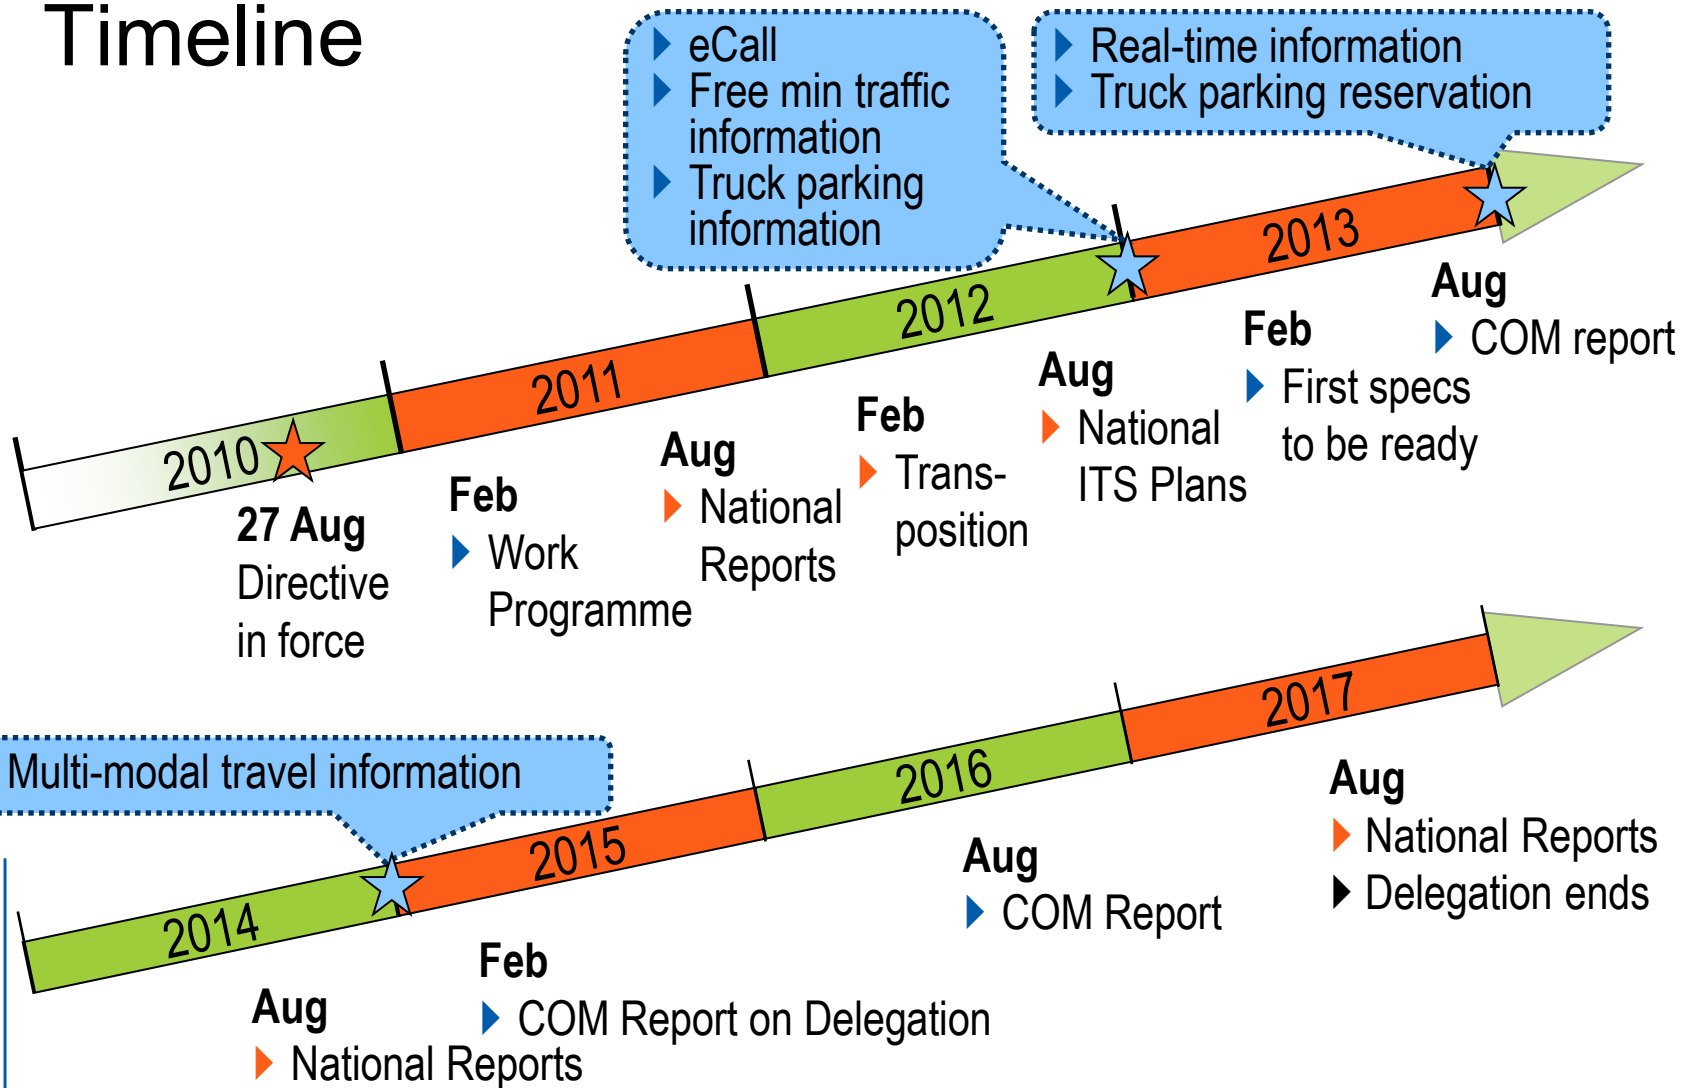 Timeline
eCall
Free min traffic
information
Truck parking
information
Real-time information
Truck parking reservation
2010
2011
2012
2013
27 Aug
Directive
in force
Feb
Work
Programme
Aug
National
Reports
Feb
Trans-
position
Aug
National
ITS Plans
Feb
First specs
to be ready
Aug
COM report
Multi-modal travel information
2014
2015
2016
2017
Aug
National Reports
Feb
COM Report on Delegation
Aug
COM Report
Aug
National Reports
Delegation ends